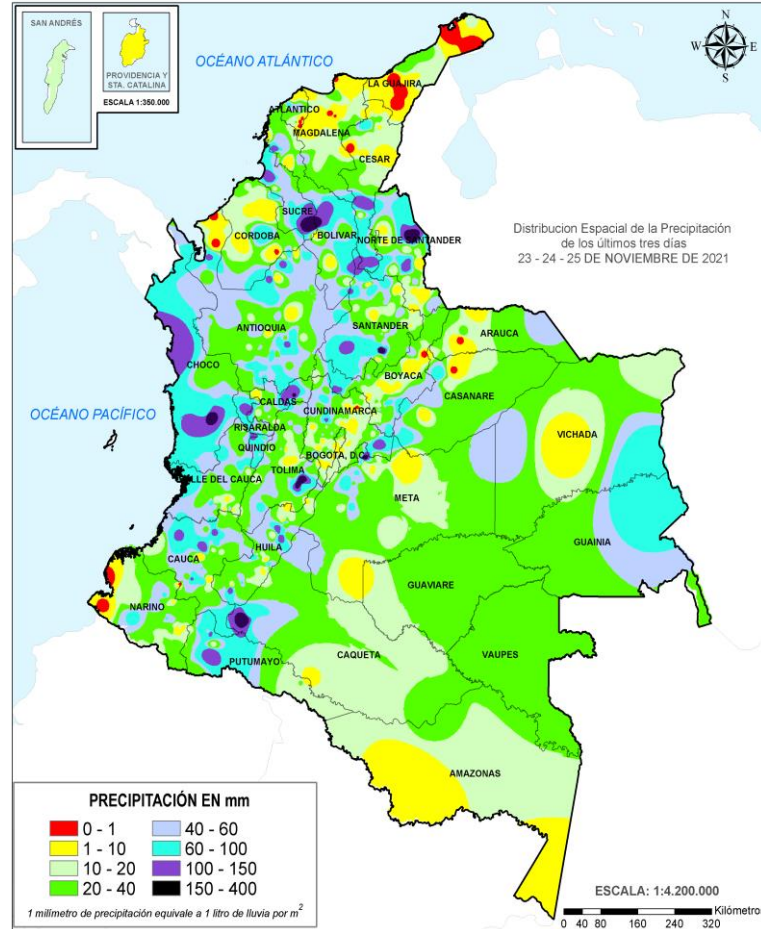 SAN ANDRÉS
PROVIDENCIA Y
STA. CATALINA
ESCALA 1:350.000
OCÉANO ATLÁNTICO
N
W
E
S
LA GUAJIRA
ATLANTICO
MAGDALENA
CESAR
SUCRE
CORDOBA
BOLIVAR
NORTE DE SANTANDER
Distribucion Espacial de la Precipitación
de los últimos tres días
23 - 24 - 25 DE NOVIEMBRE DE 2021
ANTIOQUIA
SANTANDER
ARAUCA
CHOCO
BOYACA
CASANARE
OCÉANO PACÍFICO
CALDAS
CUNDINAMARCA
RISARALDA
VICHADA
QUINDIO
BOGOTA, D.C.
TOLIMA
VALLE DEL CAUCA
META
GUAINIA
CAUCA
HUILA
GUAVIARE
NARINO
CAQUETA
VAUPES
PUTUMAYO
AMAZONAS
PRECIPITACIÓN EN mm
0 - 1
40 - 60
1 - 10
60 - 100
10 - 20
100 - 150
20 - 40
150 - 400
1 milímetro de precipitación equivale a 1 litro de lluvia por m²
ESCALA: 1:4.200.000
Kilómetros
0 40 80 160 240 320